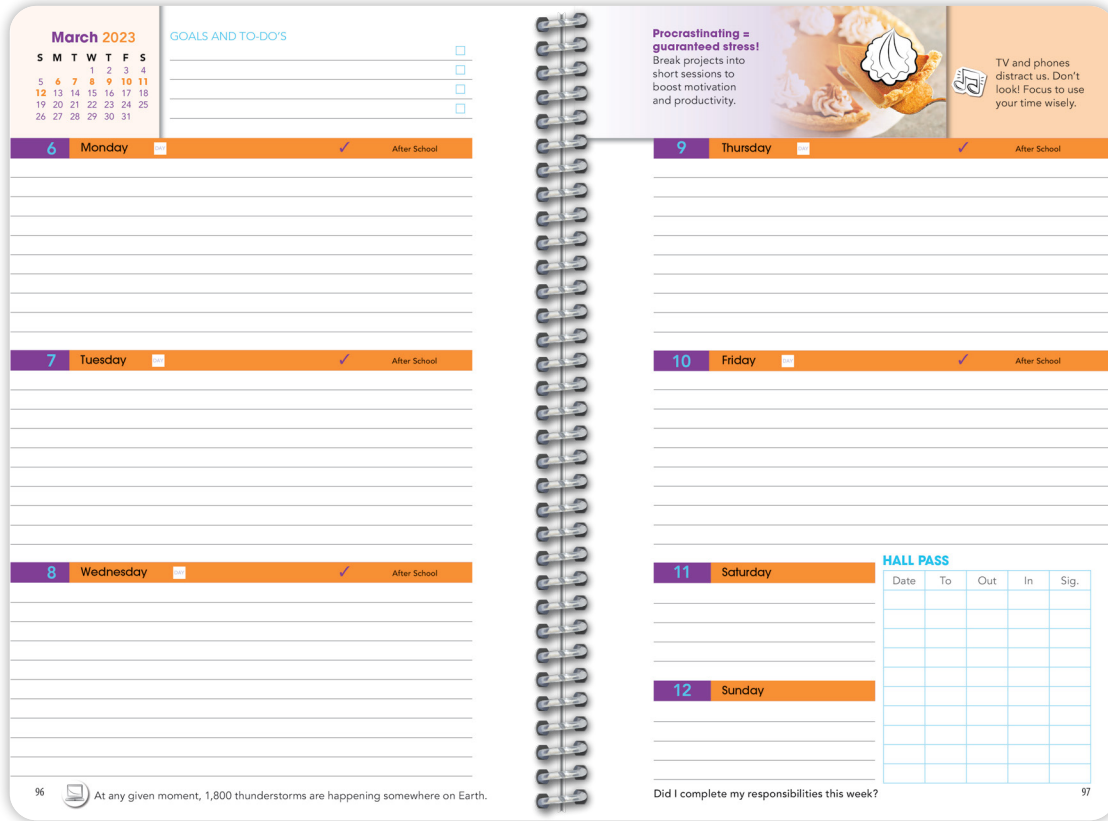 March 2023
S M T W T F S
1 2 3 4
5 6 7 8 9 10 11
12 13 14 15 16 17 18
19 20 21 22 23 24 25
26 27 28 29 30 31
GOALS AND TO-DO'S
6 Monday DAY ✓ After School
7 Tuesday DAY ✓ After School
8 Wednesday DAY ✓ After School
96 At any given moment, 1,800 thunderstorms are happening somewhere on Earth.
Procrastinating =
guaranteed stress!
Break projects into
short sessions to
boost motivation
and productivity.
TV and phones
distract us. Don't
look! Focus to use
your time wisely.
9 Thursday DAY ✓ After School
10 Friday DAY ✓ After School
11 Saturday
12 Sunday
HALL PASS
Date To Out In Sig.
Did I complete my responsibilities this week? 97